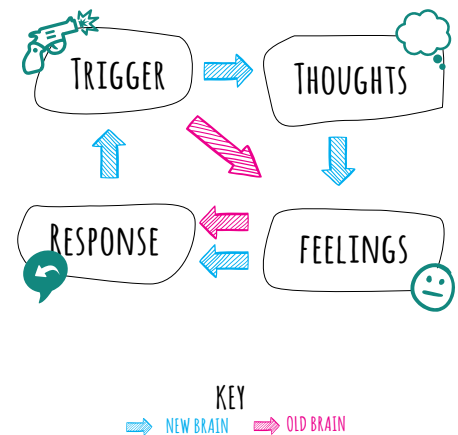 TRIGGER
THOUGHTS
RESPONSE
FEELINGS
KEY
NEW BRAIN
OLD BRAIN